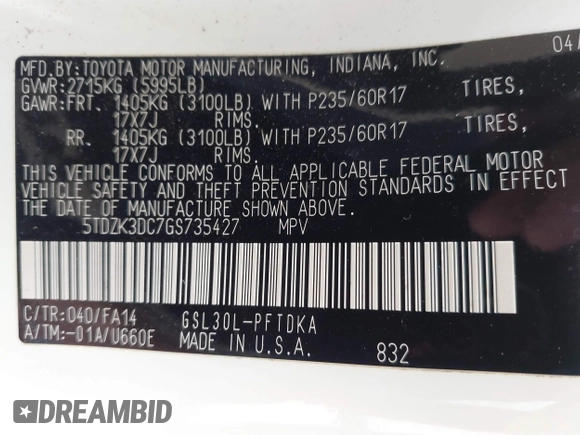 04/
MFD.BY:TOYOTA MOTOR MANUFACTURING, INDIANA, INC.
GVWR:2715KG (5995LB)
GAWR:FRT. 1405KG (3100LB) WITH P235/60R17 TIRES,
17X7J RIMS.
RR. 1405KG (3100LB) WITH P235/60R17 TIRES,
17X7J RIMS.
THIS VEHICLE CONFORMS TO ALL APPLICABLE FEDERAL MOTOR
VEHICLE SAFETY AND THEFT PREVENTION STANDARDS IN EFFECT
THE DATE OF MANUFACTURE SHOWN ABOVE.
5TDZK3DC7GS735427 MPV
C/TR:040/FA14 GSL30L-PFTDKA
A/TM:-01A/U660E MADE IN U.S.A. 832
DREAMBID